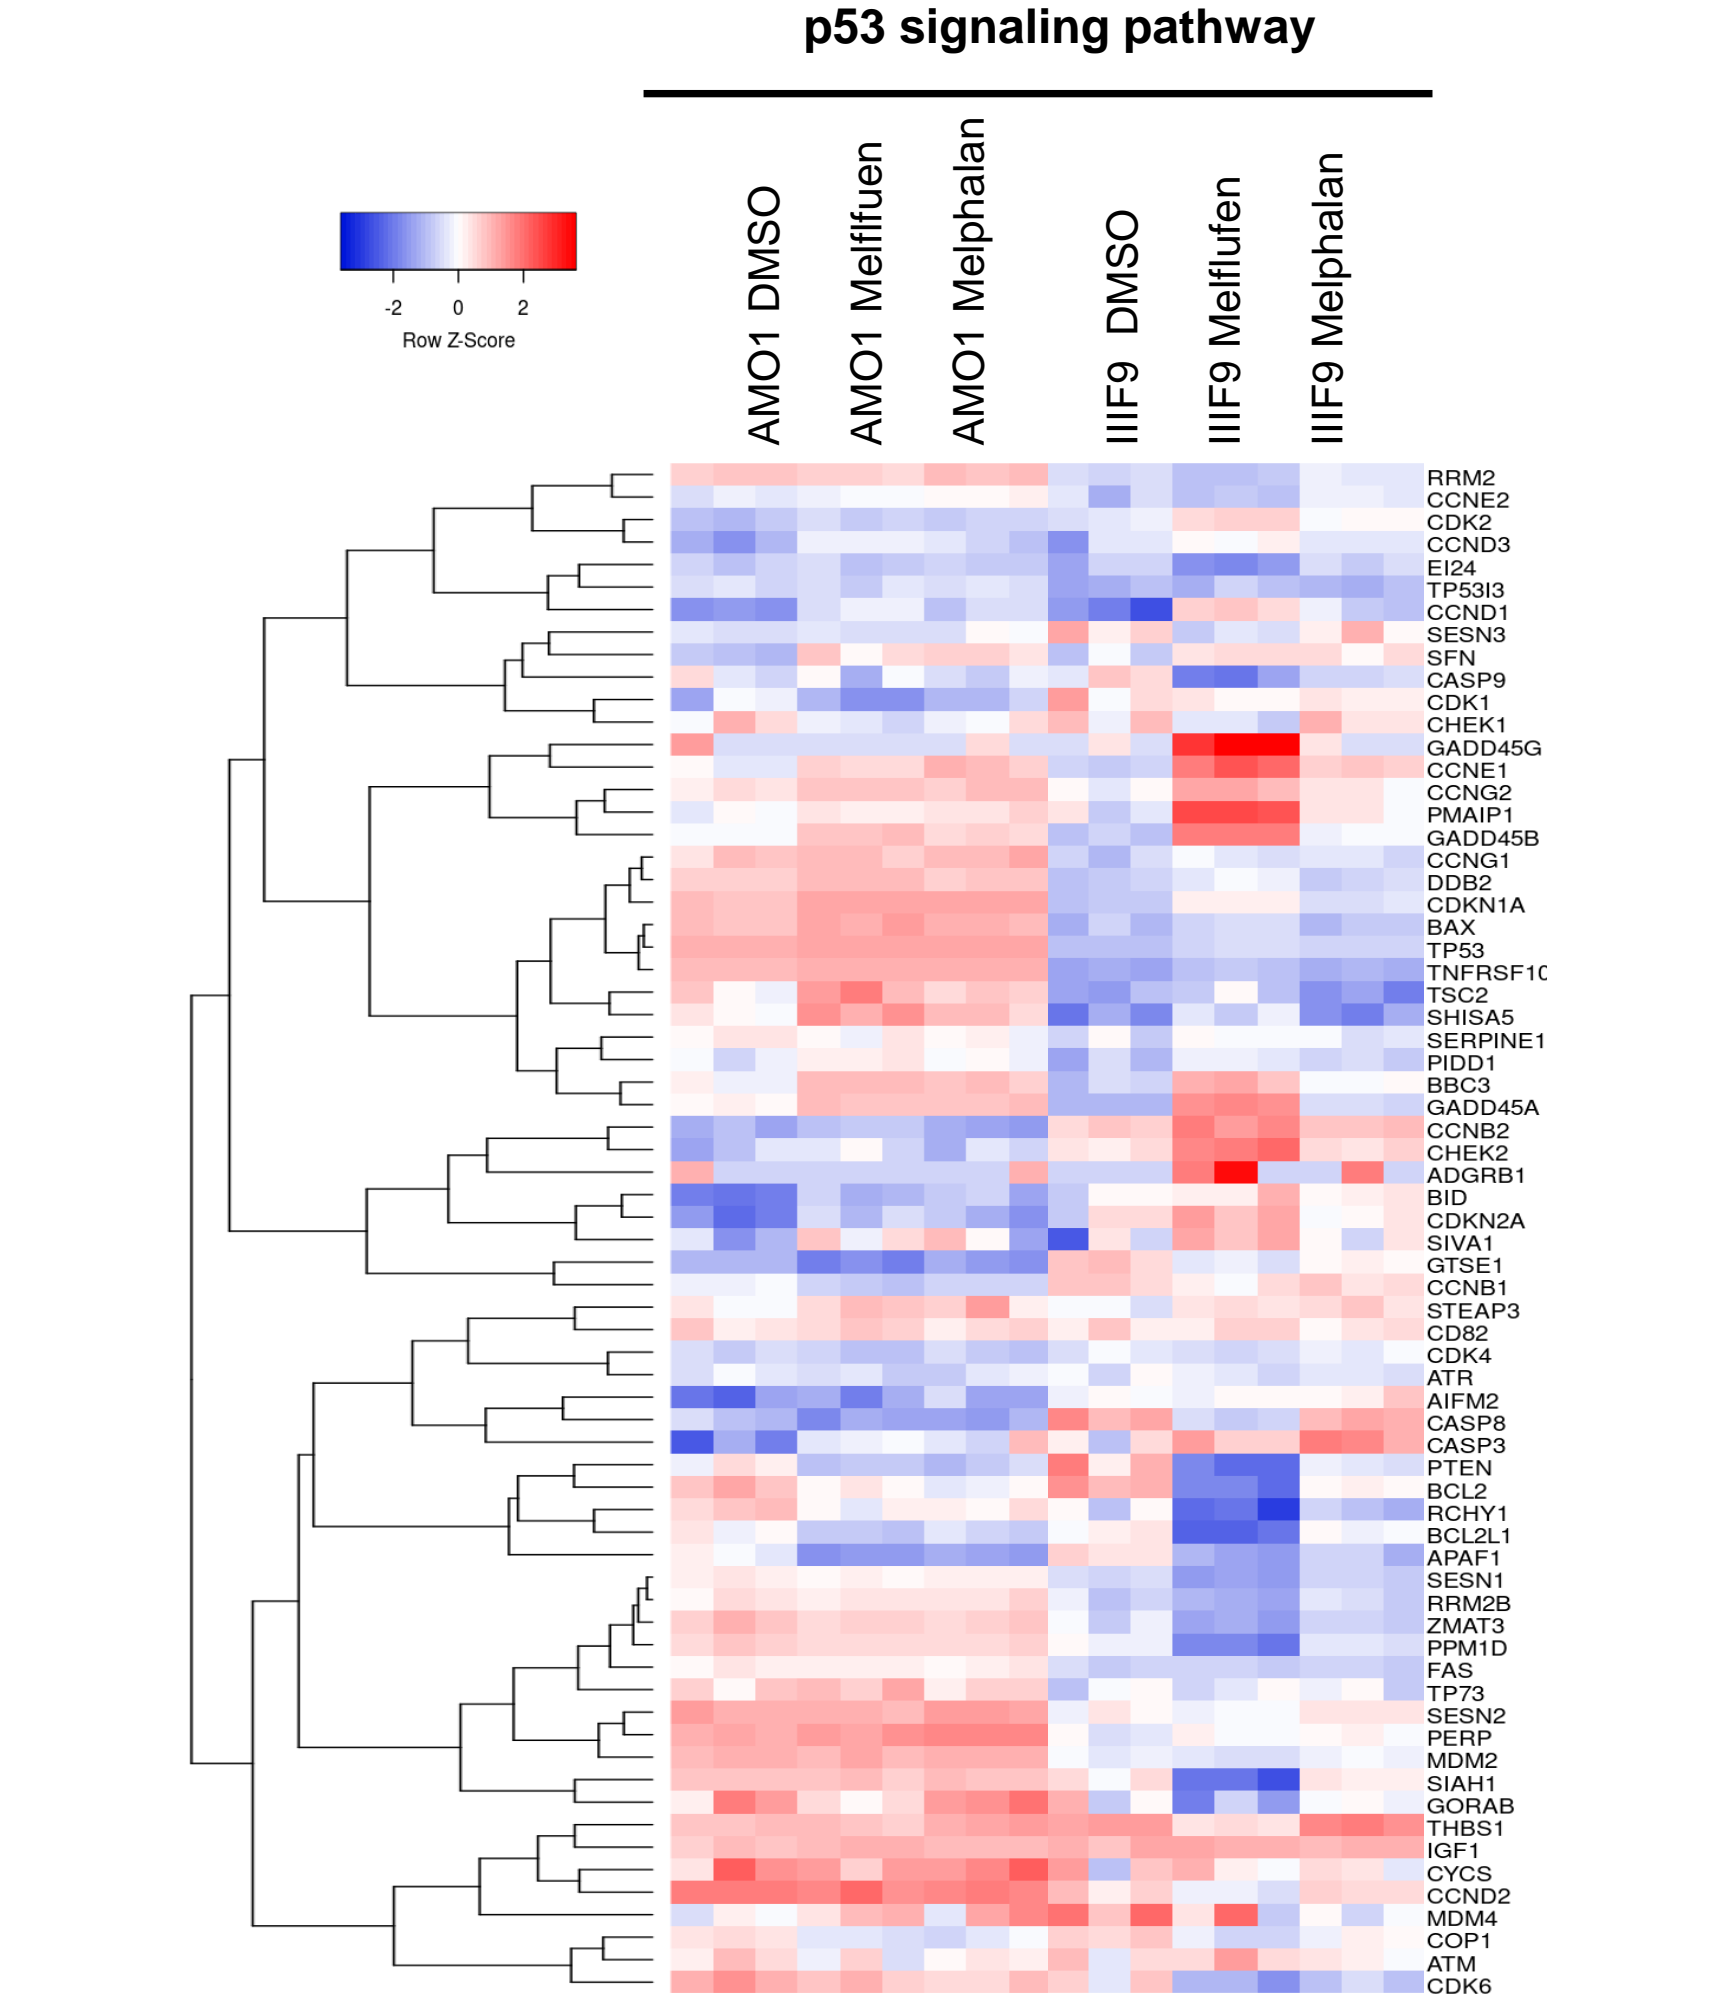 p53 signaling pathway
AMO1 DMSO
AMO1 Melflfuen
AMO1 Melphalan
IIIF9 DMSO
IIIF9 Melflufen
IIIF9 Melphalan
-2 0 2
Row Z-Score
RRM2
CCNE2
CDK2
CCND3
EI24
TP53I3
CCND1
SESN3
SFN
CASP9
CDK1
CHEK1
GADD45G
CCNE1
CCNG2
PMAIP1
GADD45B
CCNG1
DDB2
CDKN1A
BAX
TP53
TNFRSF10
TSC2
SHISA5
SERPINE1
PIDD1
BBC3
GADD45A
CCNB2
CHEK2
ADGRB1
BID
CDKN2A
SIVA1
GTSE1
CCNB1
STEAP3
CD82
CDK4
ATR
AIFM2
CASP8
CASP3
PTEN
BCL2
RCHY1
BCL2L1
APAF1
SESN1
RRM2B
ZMAT3
PPM1D
FAS
TP73
SESN2
PERP
MDM2
SIAH1
GORAB
THBS1
IGF1
CYCS
CCND2
MDM4
COP1
ATM
CDK6